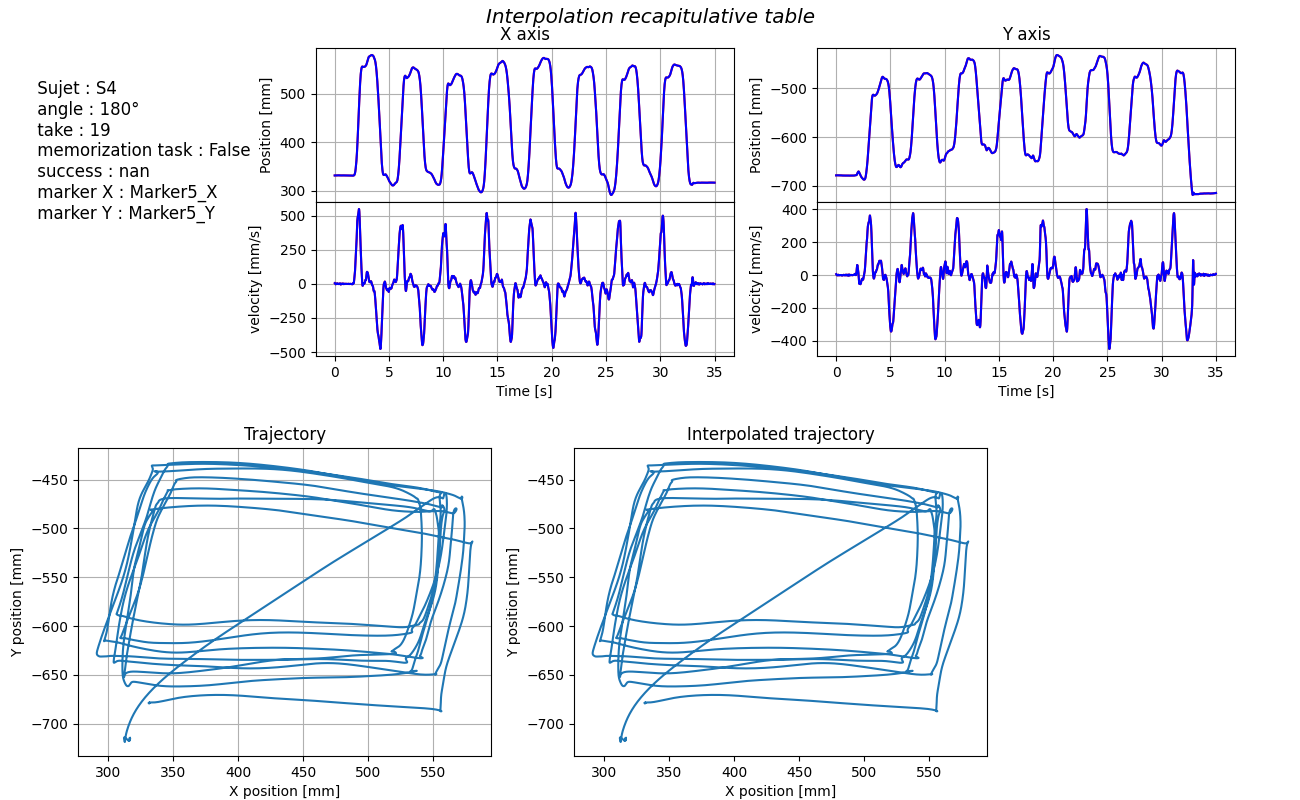 Interpolation recapitulative table
Sujet : S4
angle : 180°
take : 19
memorization task : False
success : nan
marker X : Marker5_X
marker Y : Marker5_Y
X axis
Position [mm]
500
400
300
velocity [mm/s]
500
250
0
−250
−500
0 5 10 15 20 25 30 35
Time [s]
Y axis
Position [mm]
−500
−600
−700
velocity [mm/s]
400
200
0
−200
−400
0 5 10 15 20 25 30 35
Time [s]
Trajectory
Y position [mm]
−450
−500
−550
−600
−650
−700
300 350 400 450 500 550
X position [mm]
Interpolated trajectory
Y position [mm]
−450
−500
−550
−600
−650
−700
300 350 400 450 500 550
X position [mm]